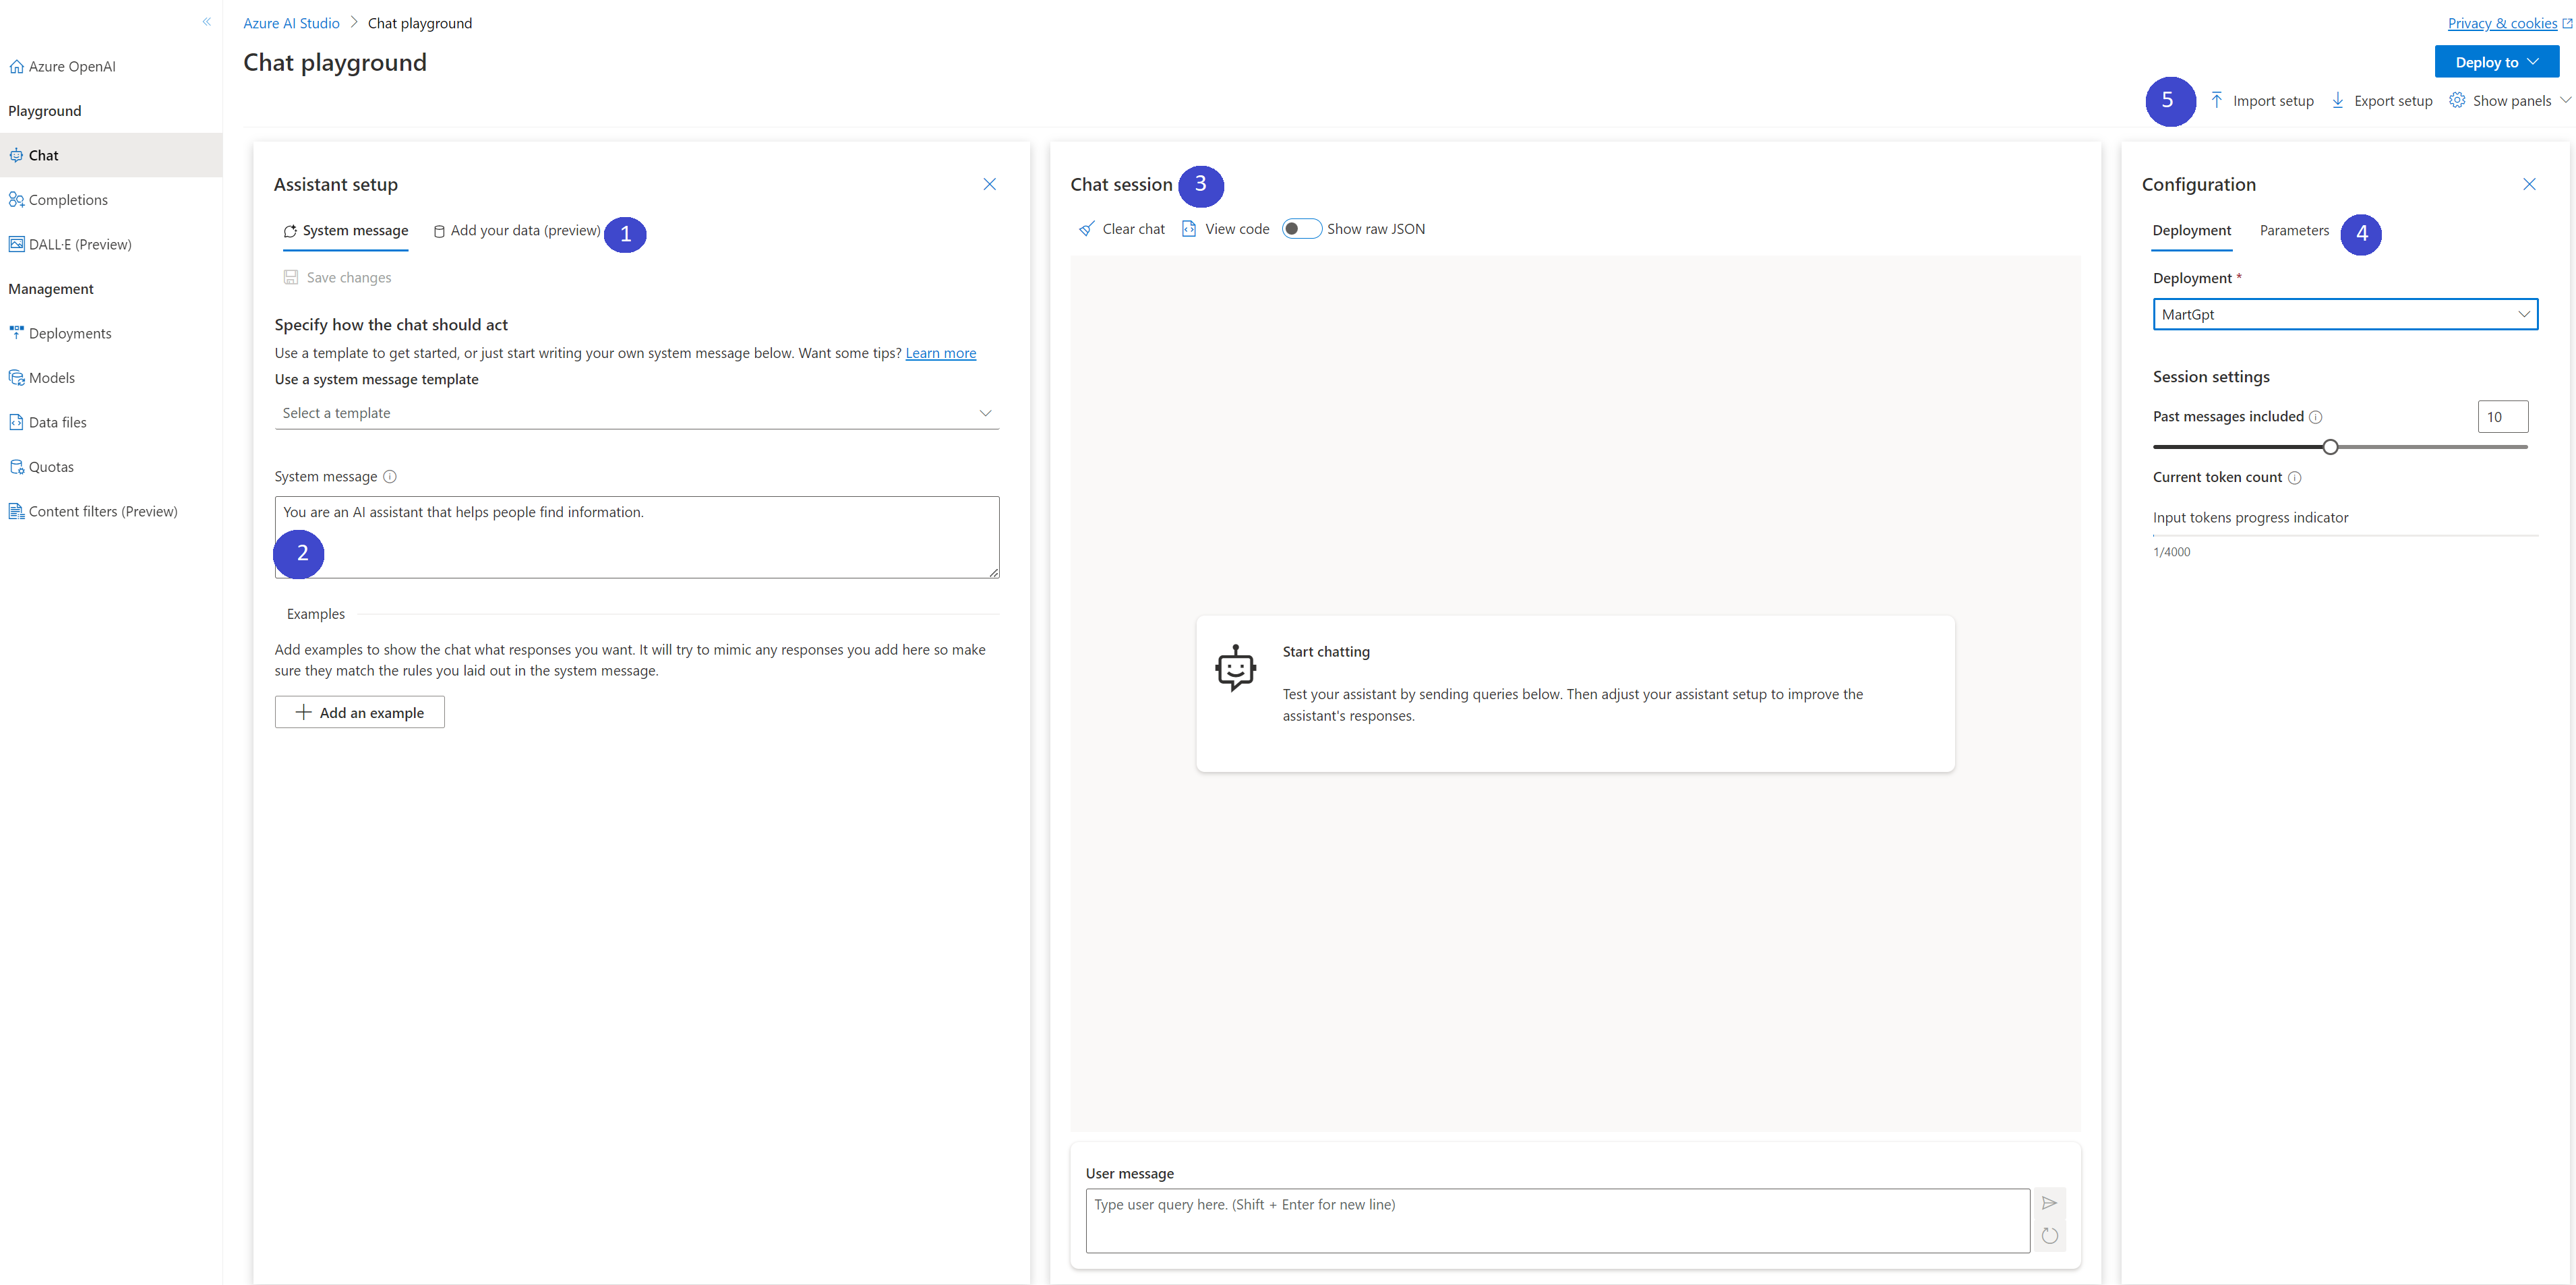 Azure AI Studio > Chat playground
Privacy & cookies
Chat playground
Deploy to
5
Import setup
Export setup
Show panels
Azure OpenAI
Playground
Chat
Completions
DALL·E (Preview)
Management
Deployments
Models
Data files
Quotas
Content filters (Preview)
Assistant setup
System message
Add your data (preview)
1
Save changes
Specify how the chat should act
Use a template to get started, or just start writing your own system message below. Want some tips? Learn more
Use a system message template
Select a template
System message
You are an AI assistant that helps people find information.
2
Examples
Add examples to show the chat what responses you want. It will try to mimic any responses you add here so make
sure they match the rules you laid out in the system message.
Add an example
Chat session
3
Clear chat
View code
Show raw JSON
Start chatting
Test your assistant by sending queries below. Then adjust your assistant setup to improve the
assistant's responses.
User message
Type user query here. (Shift + Enter for new line)
Configuration
Deployment
Parameters
4
Deployment *
MartGpt
Session settings
Past messages included
10
Current token count
Input tokens progress indicator
1/4000